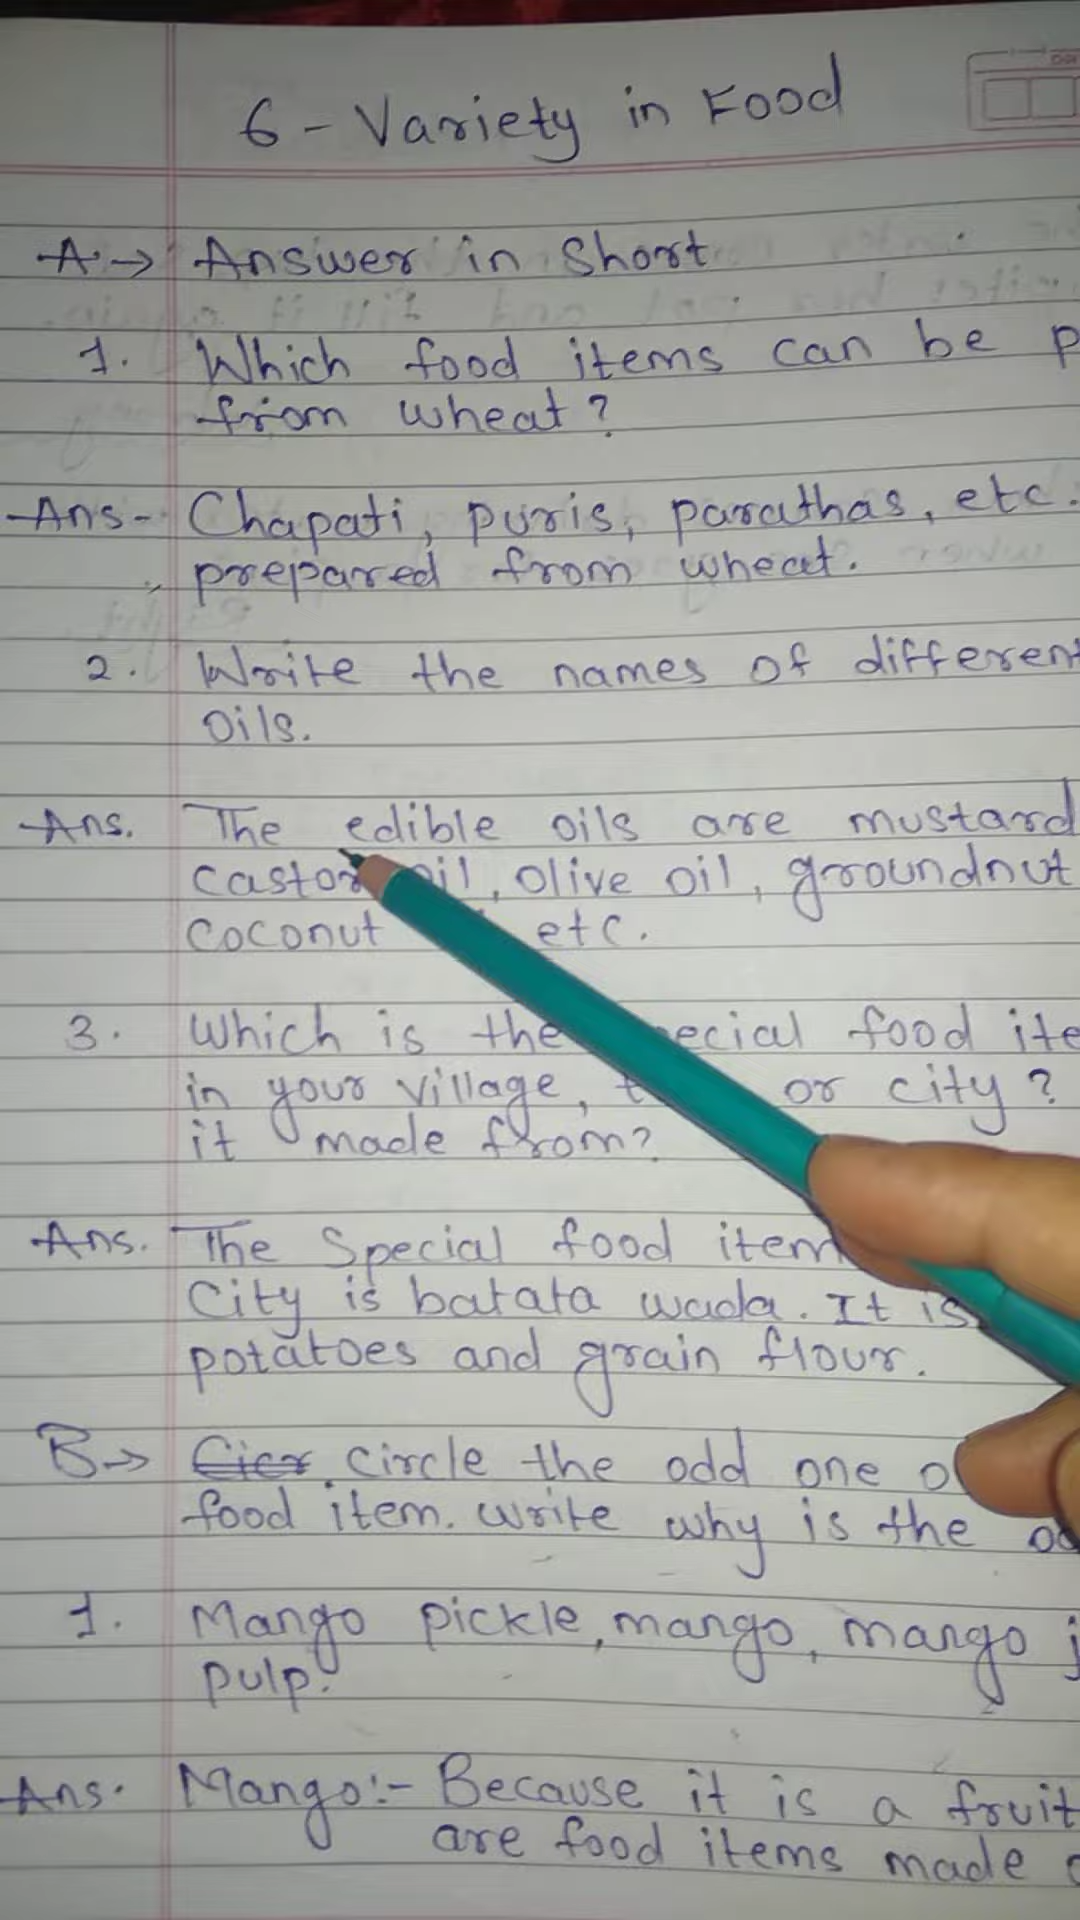 6 - Variety in Food
A → Answer in Short
1. Which food items can be
from wheat?
Ans - Chapati, puris, parathas, etc.
prepared from wheat.
2. Write the names of different
Oils.
Ans. The edible oils are mustard
castor oil, olive oil, groundnut
coconut etc.
3. Which is the food
in your village, or city?
it made from?
Ans. The Special food item
City is batata wada. It is
potatoes and grain flour.
B → circle the odd one
food item. write why is the
1. Mango pickle, mango, mango
pulp.
Ans. Mango:- Because it is a fruit
are food items made